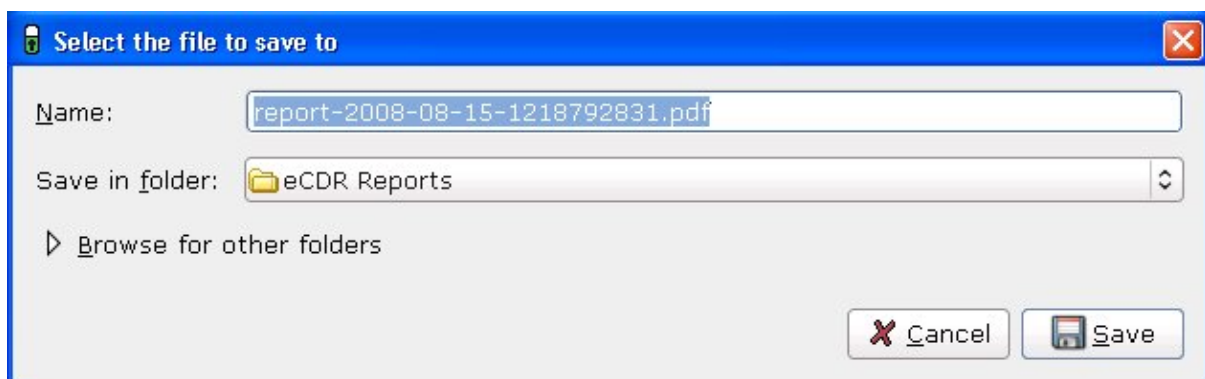 Select the file to save to
Name: report-2008-08-15-1218792831.pdf
Save in folder: eCDR Reports
Browse for other folders
Cancel Save